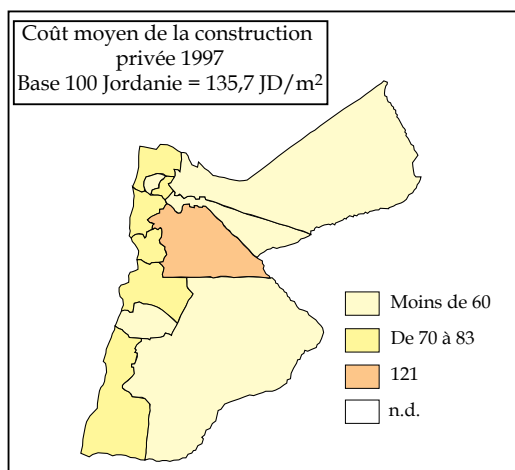 Coût moyen de la construction
privée 1997
Base 100 Jordanie = 135,7 JD/m²
Moins de 60
De 70 à 83
121
n.d.